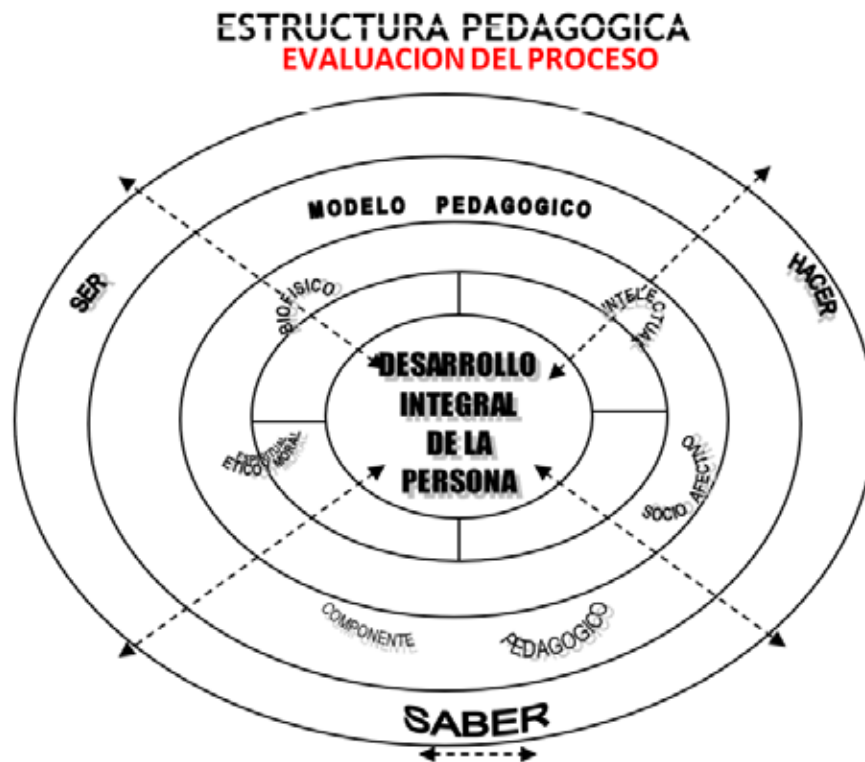 ESTRUCTURA PEDAGOGICA
EVALUACION DEL PROCESO
MODELO PEDAGOGICO
SER
HACER
BIOFISICO
INTELECTUAL
DESARROLLO
INTEGRAL
DE LA
PERSONA
ESPIRITUAL
ETICO MORAL
SOCIO AFECTIVO
COMPONENTE PEDAGOGICO
SABER